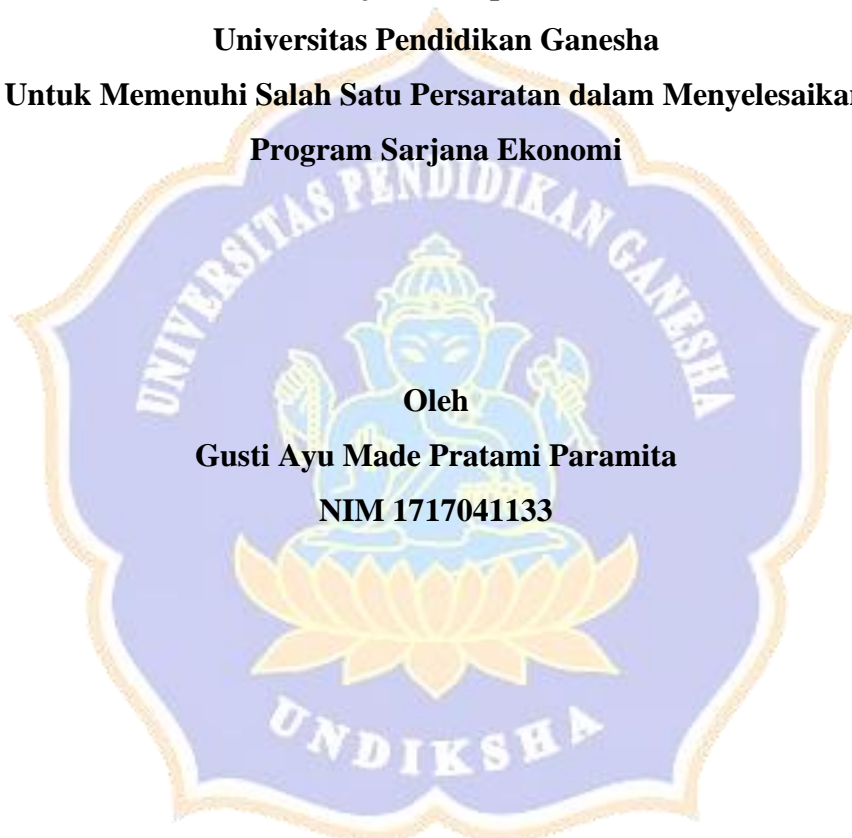 Universitas Pendidikan Ganesha
Untuk Memenuhi Salah Satu Persaratan dalam Menyelesaikan
Program Sarjana Ekonomi
UNIVERSITAS PENDIDIKAN GANESHA
Oleh
Gusti Ayu Made Pratami Paramita
NIM 1717041133
UNDIKSHA